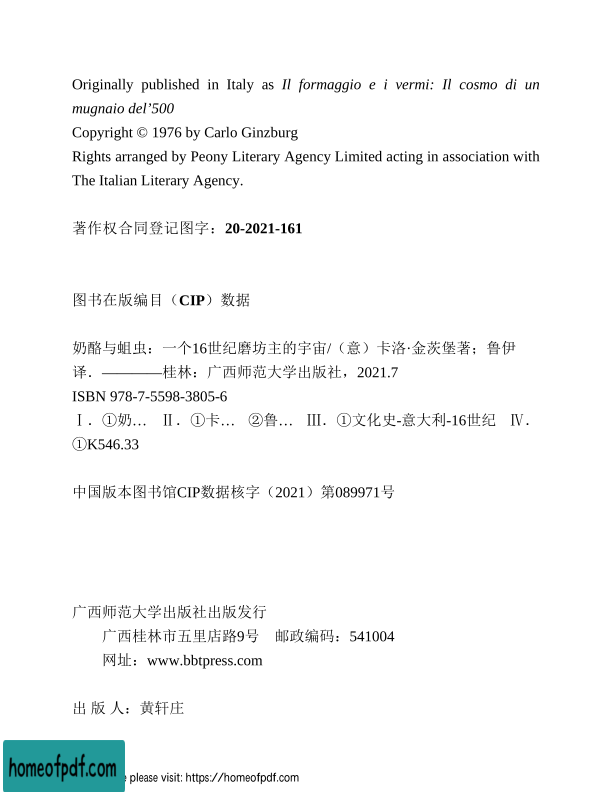 Originally published in Italy as Il formaggio e i vermi: Il cosmo di un
mugnaio del’500
Copyright © 1976 by Carlo Ginzburg
Rights arranged by Peony Literary Agency Limited acting in association with
The Italian Literary Agency.
著作权合同登记图字：20-2021-161
图书在版编目（CIP）数据
奶酪与蛆虫：一个16世纪磨坊主的宇宙/（意）卡洛·金茨堡著；鲁伊
译．————桂林：广西师范大学出版社，2021.7
ISBN 978-7-5598-3805-6
Ⅰ．①奶… Ⅱ．①卡… ②鲁… Ⅲ．①文化史-意大利-16世纪 Ⅳ．
①K546.33
中国版本图书馆CIP数据核字（2021）第089971号
广西师范大学出版社出版发行
广西桂林市五里店路9号 邮政编码：541004
网址：www.bbtpress.com
出 版 人：黄轩庄
homeofpdf.com
please visit: https://homeofpdf.com